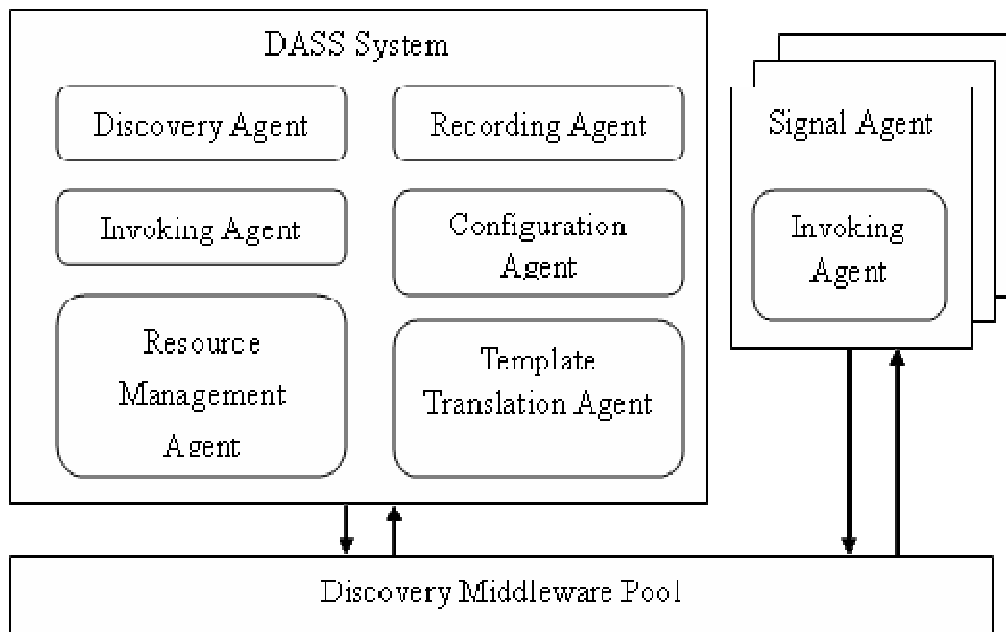 DASS System
Discovery Agent
Recording Agent
Invoking Agent
Configuration
Agent
Resource
Management
Agent
Template
Translation Agent
Signal Agent
Invoking
Agent
Discovery Middleware Pool